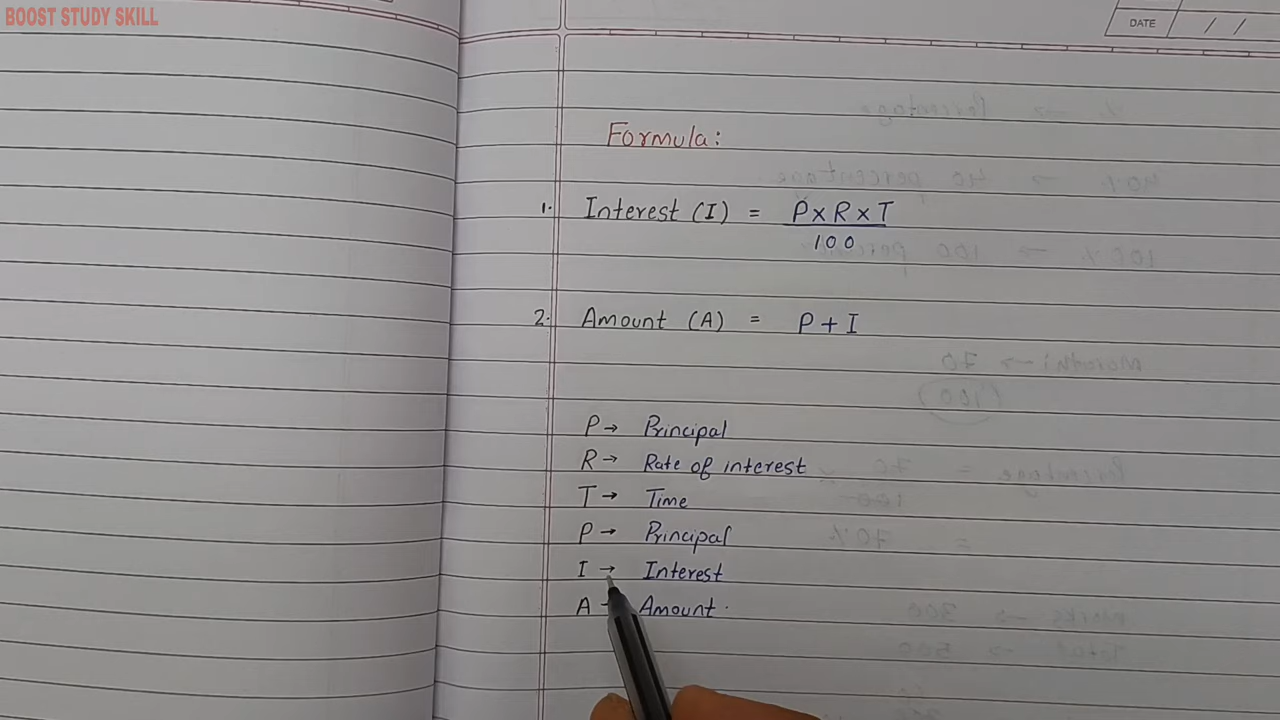 BOOST STUDY SKILL
DATE / /
Formula:
1. Interest (I) = P x R x T
100
2. Amount (A) = P + I
P → Principal
R → Rate of interest
T → Time
P → Principal
I → Interest
A → Amount.